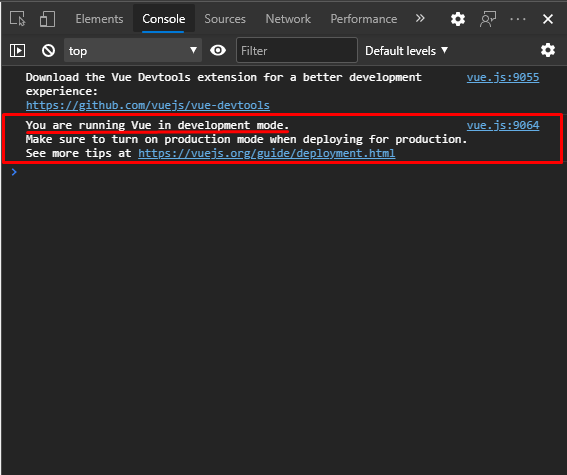 Elements Console Sources Network Performance
top Filter Default levels
Download the Vue Devtools extension for a better development vue.js:9055
experience:
https://github.com/vuejs/vue-devtools
You are running Vue in development mode. vue.js:9064
Make sure to turn on production mode when deploying for production.
See more tips at https://vuejs.org/guide/deployment.html